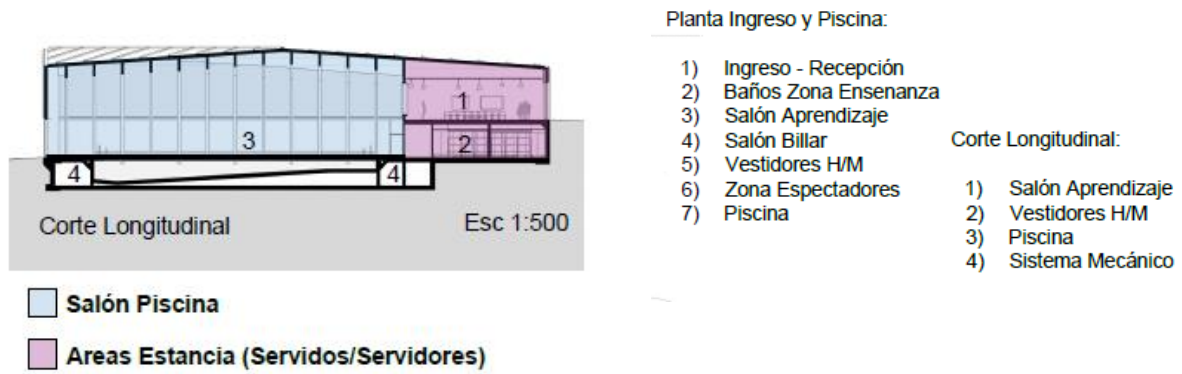 1
3
2
4
4
Corte Longitudinal
Esc 1:500
Salón Piscina
Areas Estancia (Servidos/Servidores)
Planta Ingreso y Piscina:
1) Ingreso - Recepción
2) Baños Zona Ensenanza
3) Salón Aprendizaje
4) Salón Billar
5) Vestidores H/M
6) Zona Espectadores
7) Piscina
Corte Longitudinal:
1) Salón Aprendizaje
2) Vestidores H/M
3) Piscina
4) Sistema Mecánico